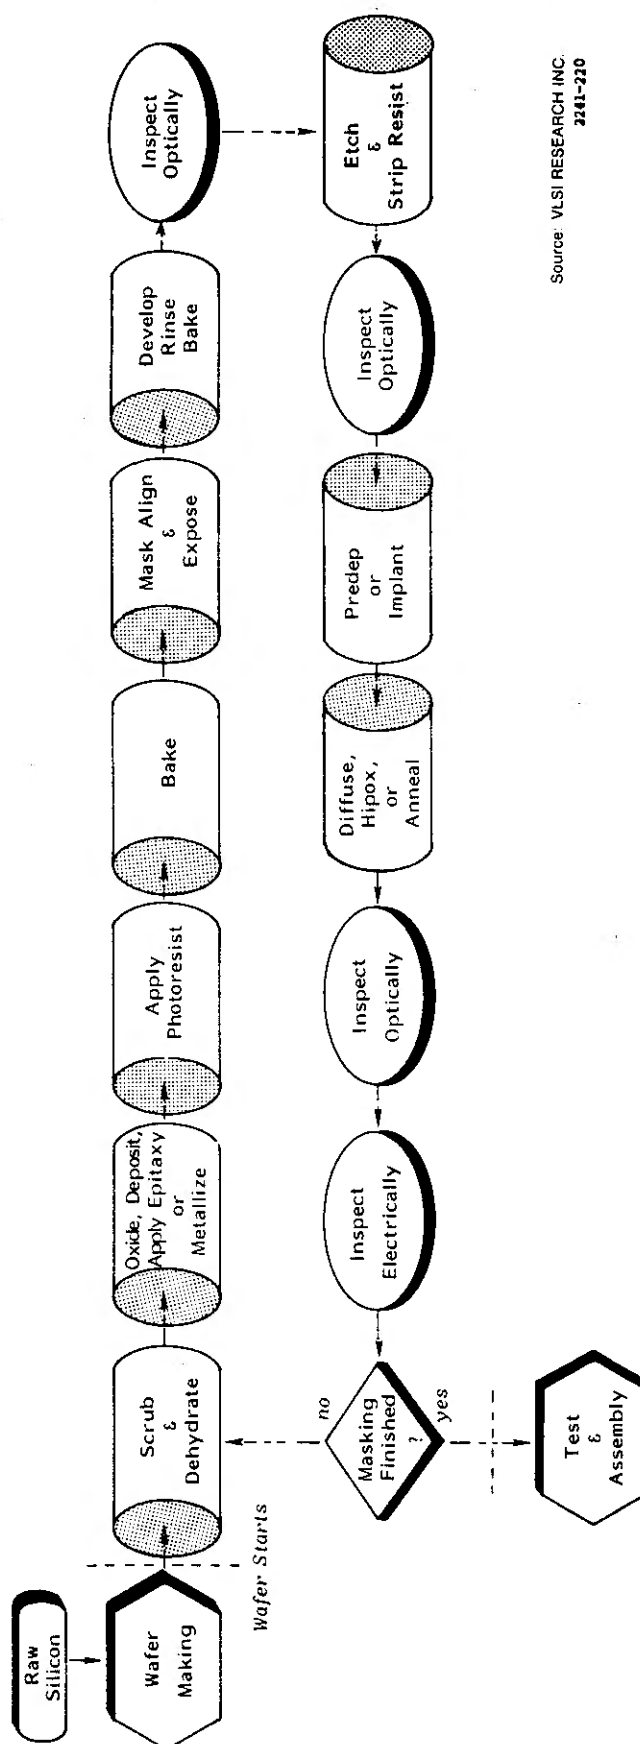 Raw
Silicon
Wafer
Making
Wafer Starts
Scrub
&
Dehydrate
Oxide, Deposit,
Apply Epitaxy
or
Metallize
Apply
Photoresist
Bake
Mask Align
&
Expose
Develop
Rinse
Bake
Inspect
Optically
Etch
&
Strip Resist
Inspect
Optically
Predep
or
Implant
Diffuse,
Hipox,
or
Anneal
Inspect
Optically
Inspect
Electrically
Masking
Finished
?
no
yes
Test
&
Assembly
Source: VLSI RESEARCH INC.
2241-220